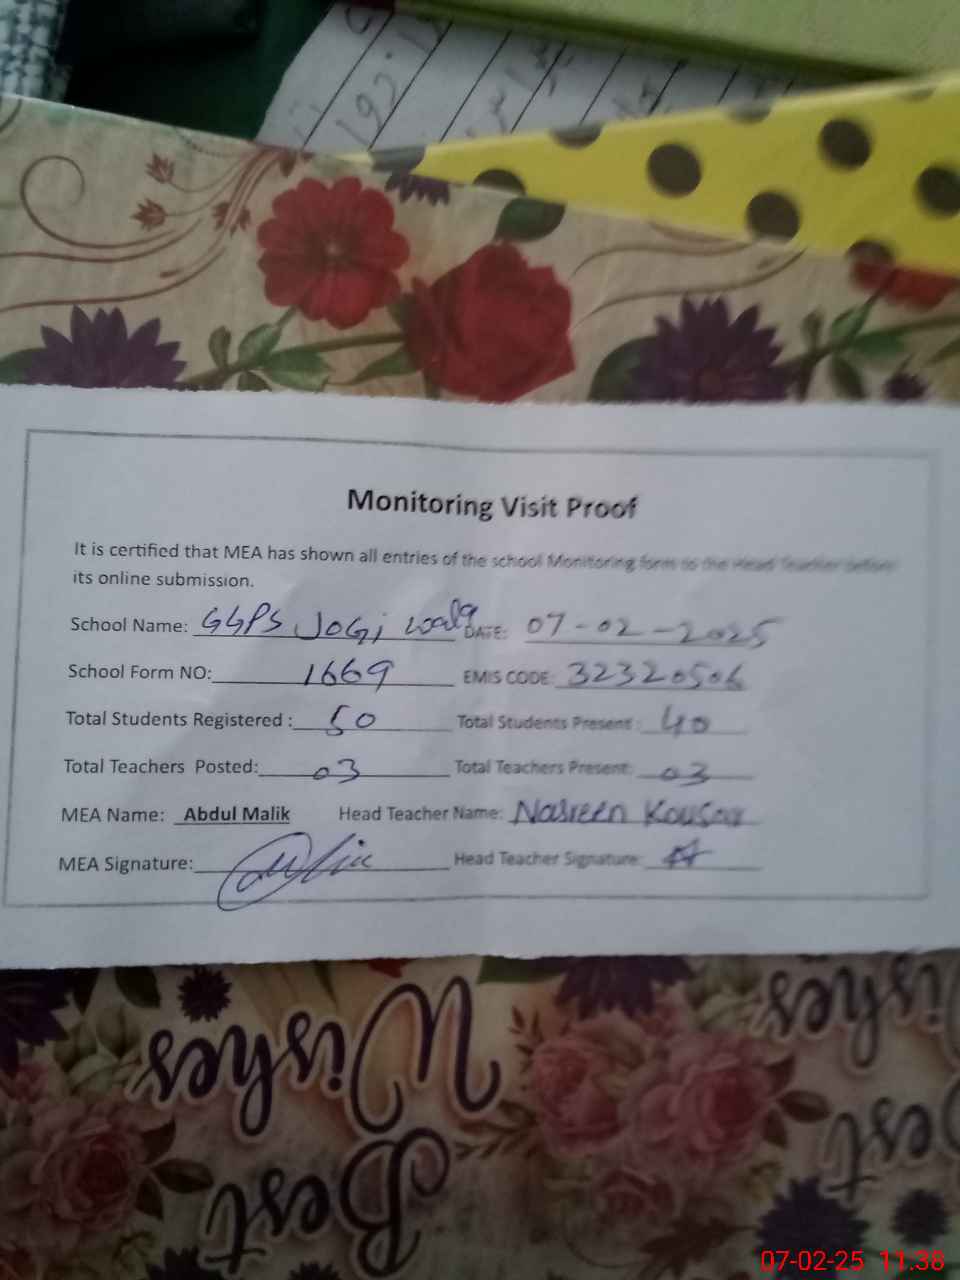 192.1
Monitoring Visit Proof
It is certified that MEA has shown all entries of the school Monitoring form to the Head Teacher before
its online submission.
School Name: GGPS JoGi wala DATE: 07-02-2025
School Form NO: 1669 EMIS CODE: 32320506
Total Students Registered : 50 Total Students Present : 40
Total Teachers Posted: 03 Total Teachers Present: 03
MEA Name: Abdul Malik Head Teacher Name: Nasreen Kousar
MEA Signature: Head Teacher Signature:
Wishes
Best
Wishes
Best
07-02-25 11.38